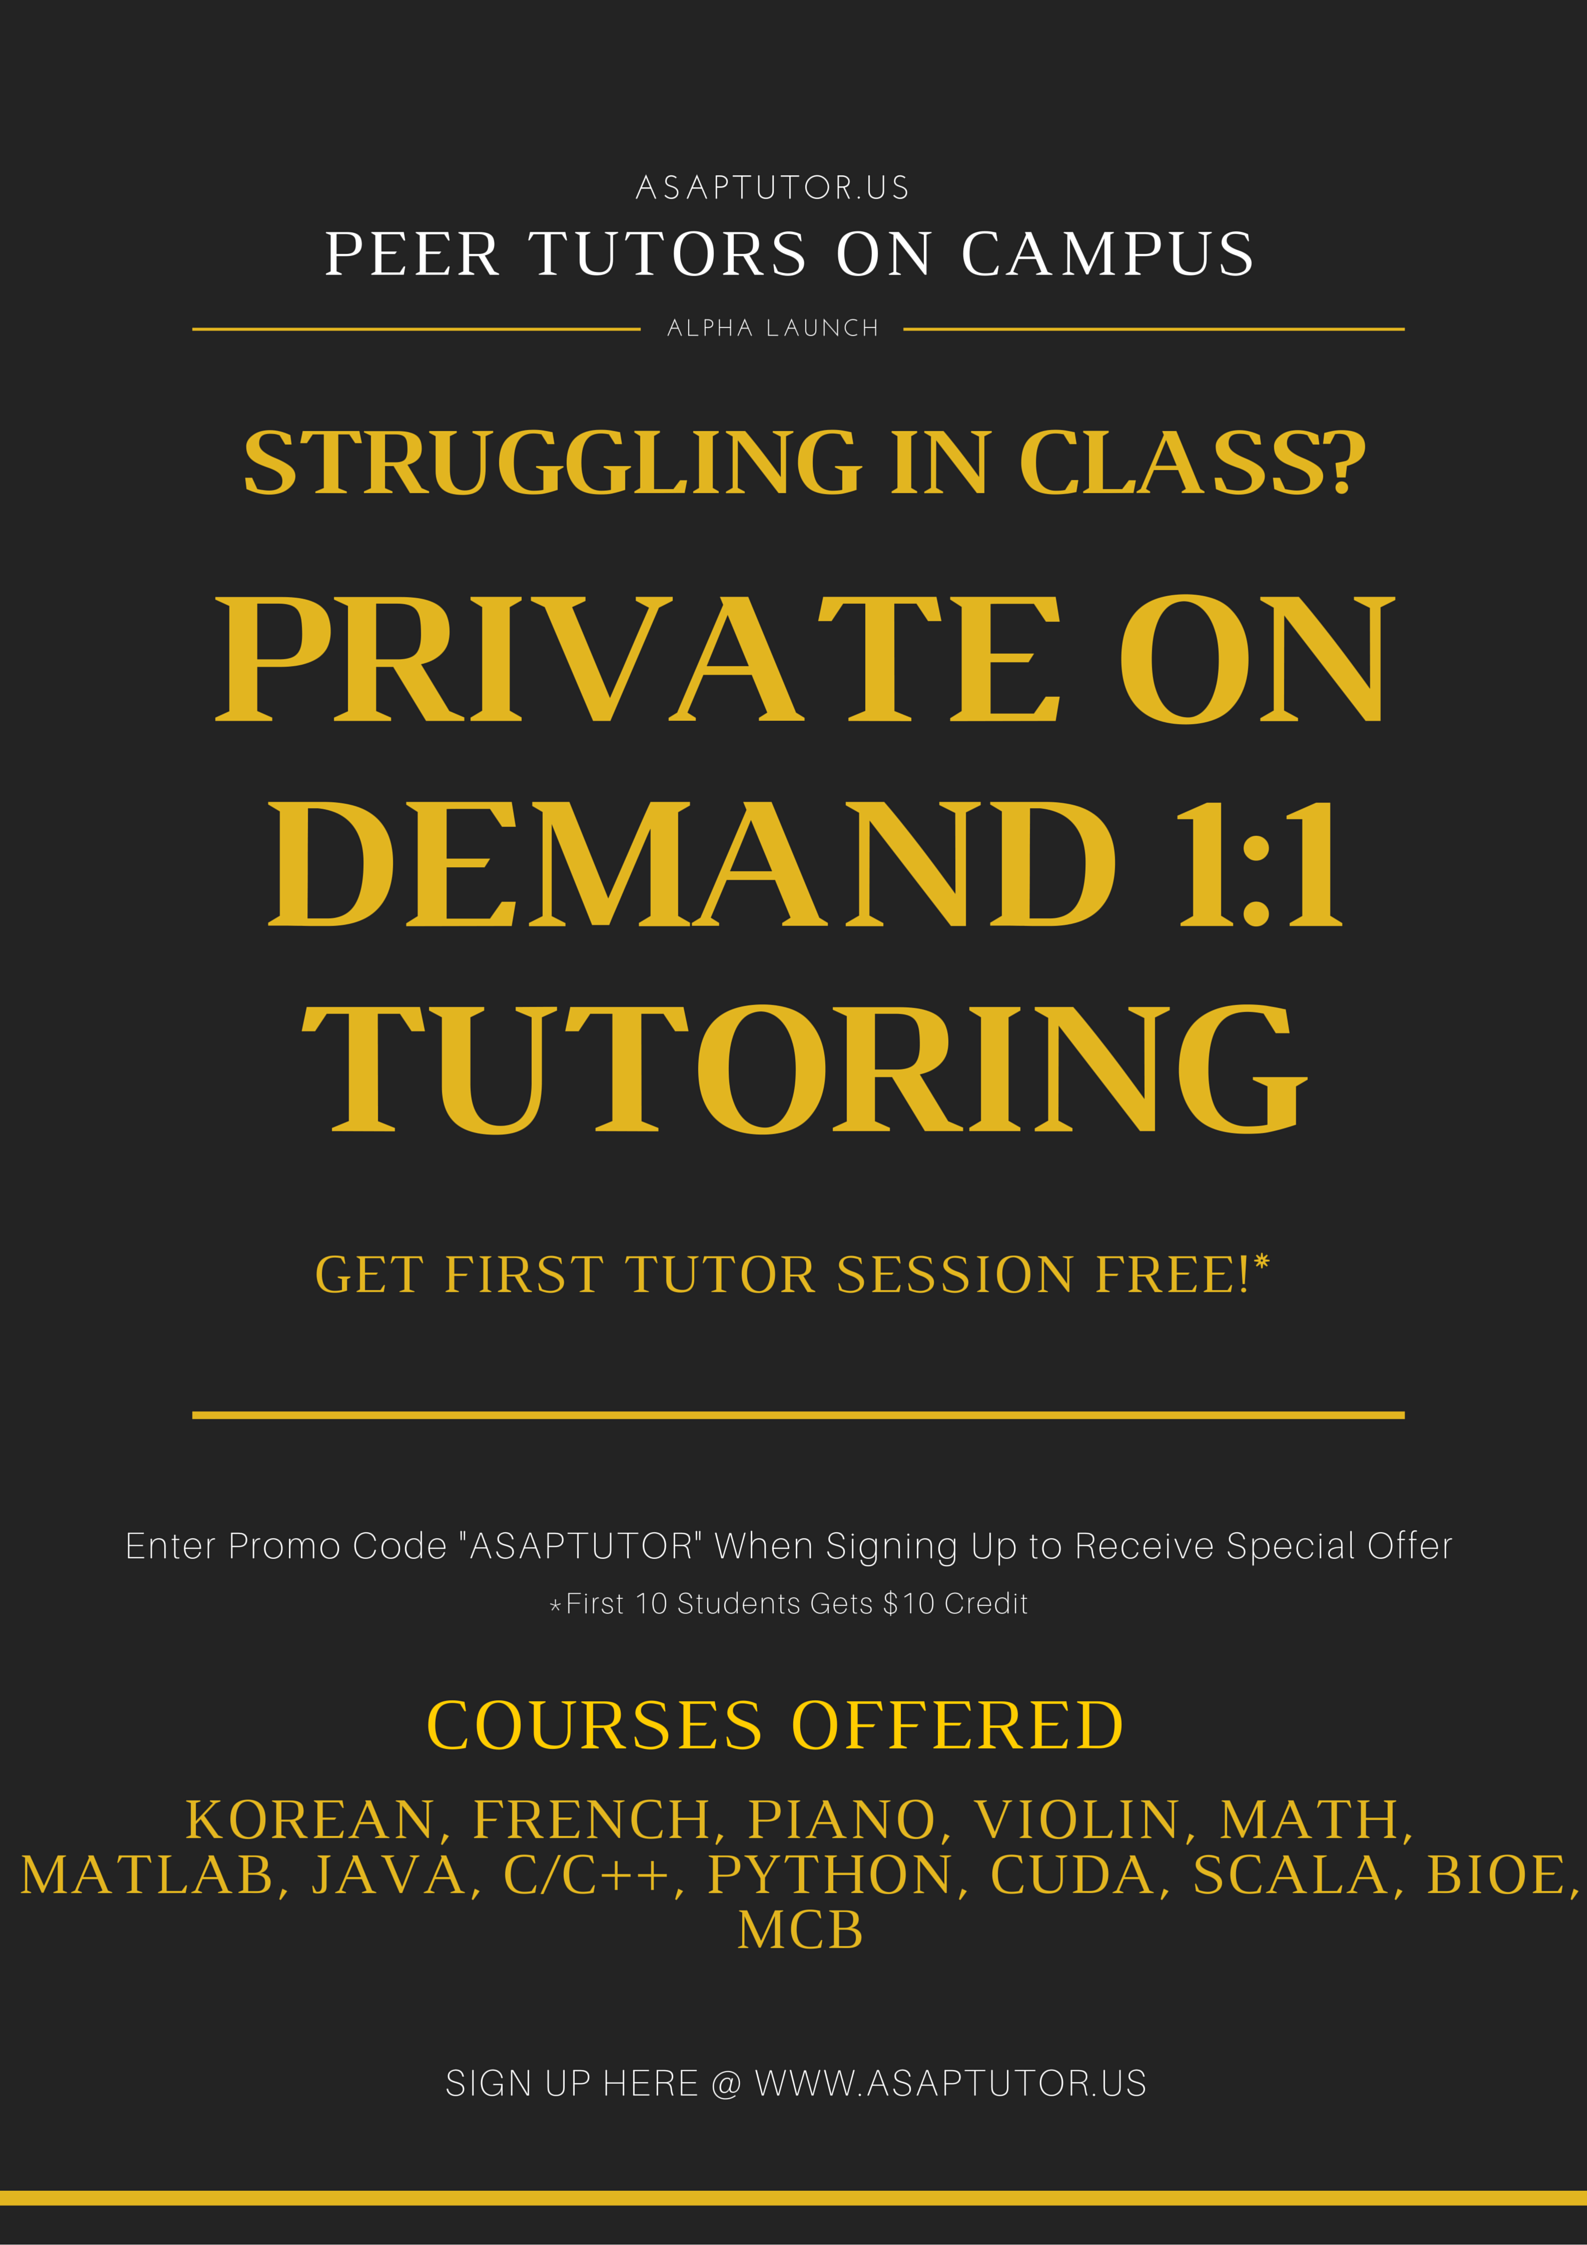 ASAPTUTOR.US
PEER TUTORS ON CAMPUS
ALPHA LAUNCH
STRUGGLING IN CLASS?
PRIVATE ON
DEMAND 1:1
TUTORING
GET FIRST TUTOR SESSION FREE!*
Enter Promo Code "ASAPTUTOR" When Signing Up to Receive Special Offer
*First 10 Students Gets $10 Credit
COURSES OFFERED
KOREAN, FRENCH, PIANO, VIOLIN, MATH,
MATLAB, JAVA, C/C++, PYTHON, CUDA, SCALA, BIOE,
MCB
SIGN UP HERE @ WWW.ASAPTUTOR.US